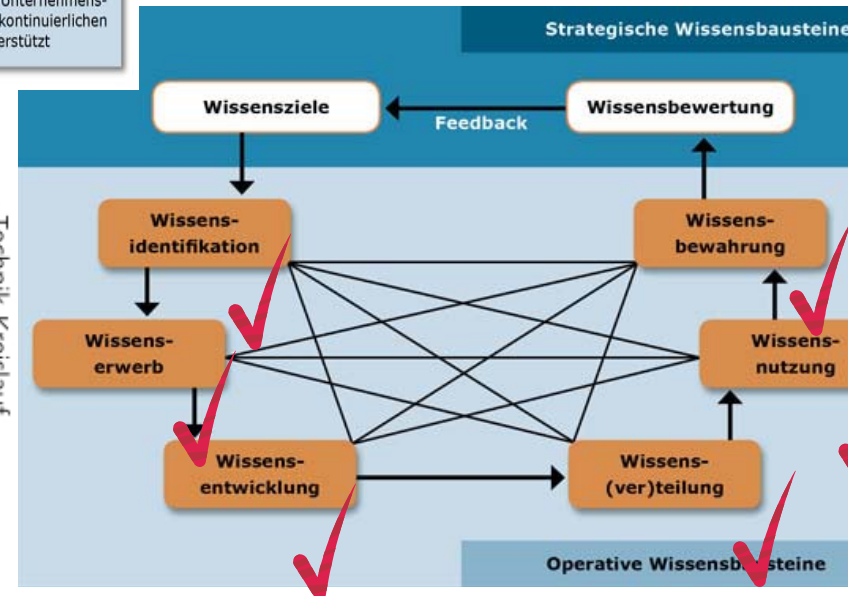 kontinuierlichen
Strategische Wissensbausteine
Wissensziele
Wissensbewertung
Feedback
Wissens-
identifikation
Wissens-
bewahrung
Wissens-
erwerb
Wissens-
nutzung
Wissens-
entwicklung
Wissens-
(ver)teilung
Operative Wissensbausteine